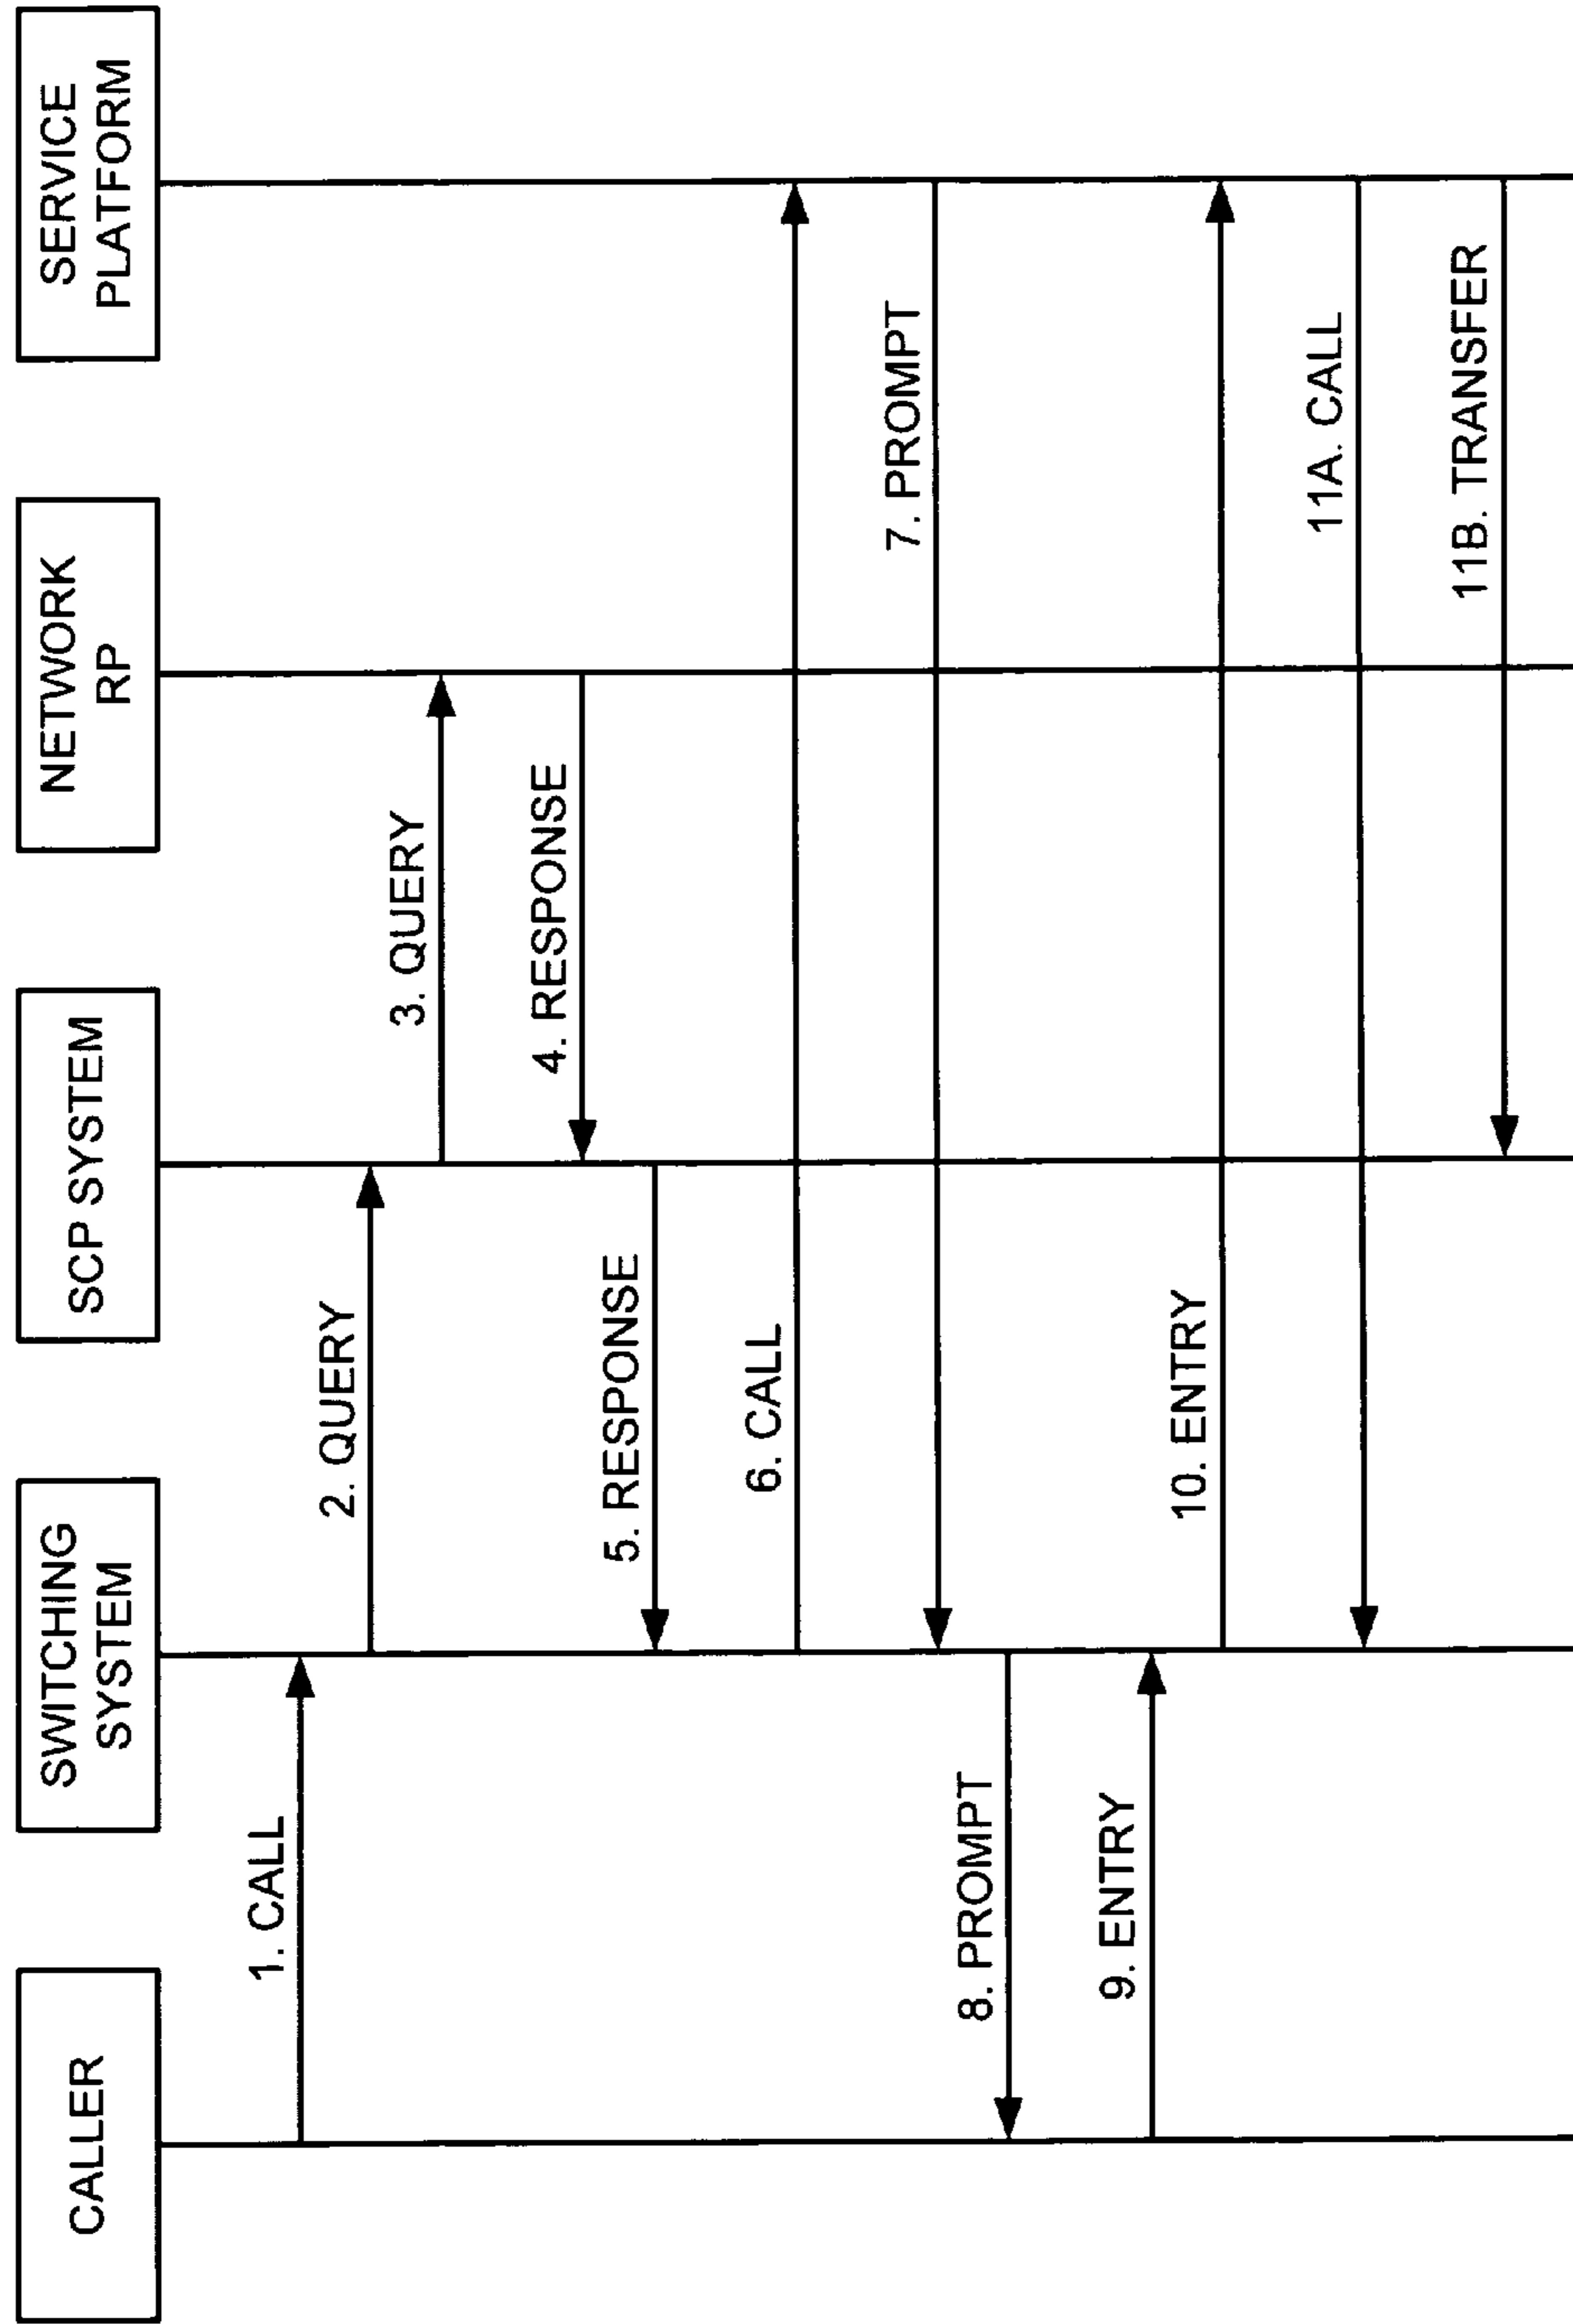 CALLER
SWITCHING
SYSTEM
SCP SYSTEM
NETWORK
RP
SERVICE
PLATFORM
1. CALL
2. QUERY
3. QUERY
4. RESPONSE
5. RESPONSE
6. CALL
7. PROMPT
8. PROMPT
9. ENTRY
10. ENTRY
11A. CALL
11B. TRANSFER